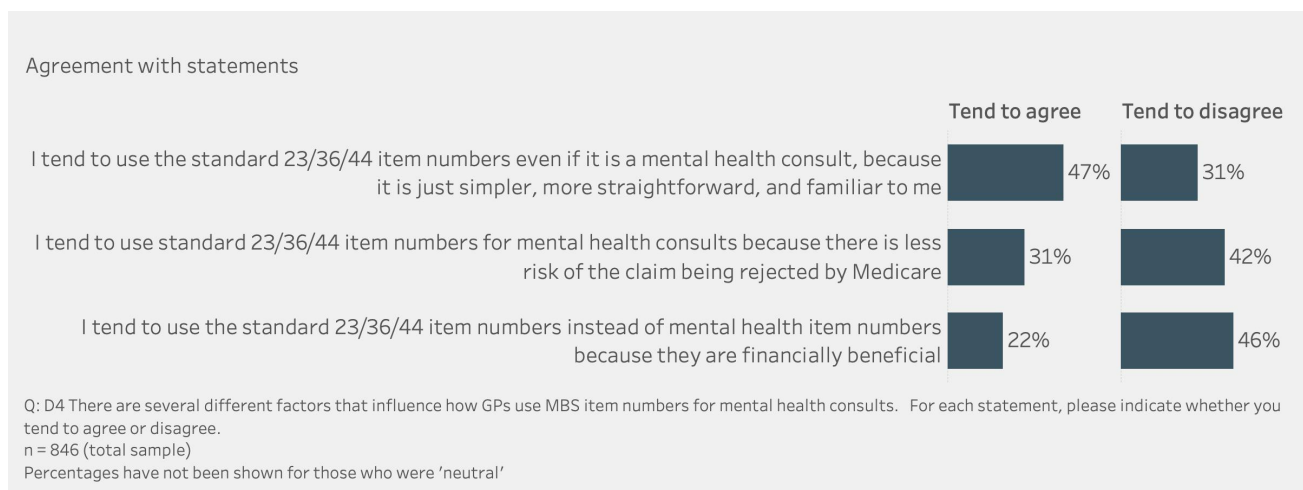 Agreement with statements
Tend to agree Tend to disagree
I tend to use the standard 23/36/44 item numbers even if it is a mental health consult, because
it is just simpler, more straightforward, and familiar to me
47% 31%
I tend to use standard 23/36/44 item numbers for mental health consults because there is less
risk of the claim being rejected by Medicare
31% 42%
I tend to use the standard 23/36/44 item numbers instead of mental health item numbers
because they are financially beneficial
22% 46%
Q: D4 There are several different factors that influence how GPs use MBS item numbers for mental health consults. For each statement, please indicate whether you
tend to agree or disagree.
n = 846 (total sample)
Percentages have not been shown for those who were 'neutral'